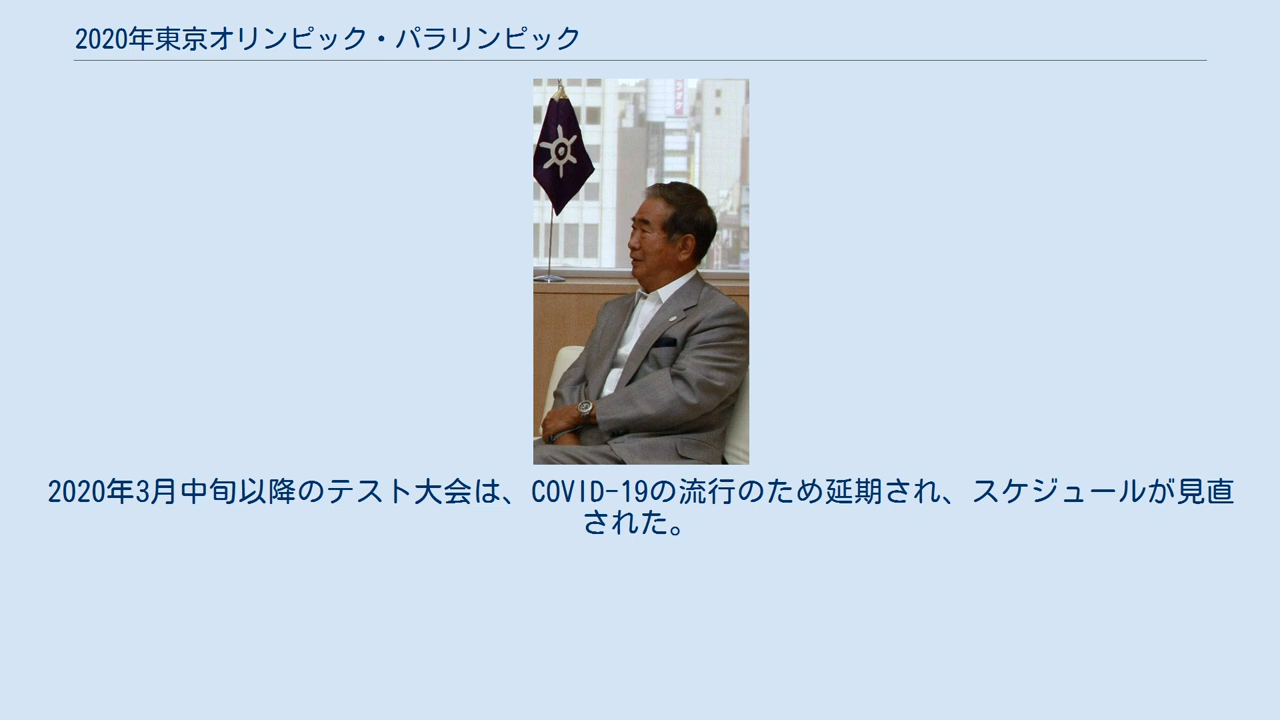 2020年東京オリンピック・パラリンピック
2020年3月中旬以降のテスト大会は、COVID-19の流行のため延期され、スケジュールが見直
された。